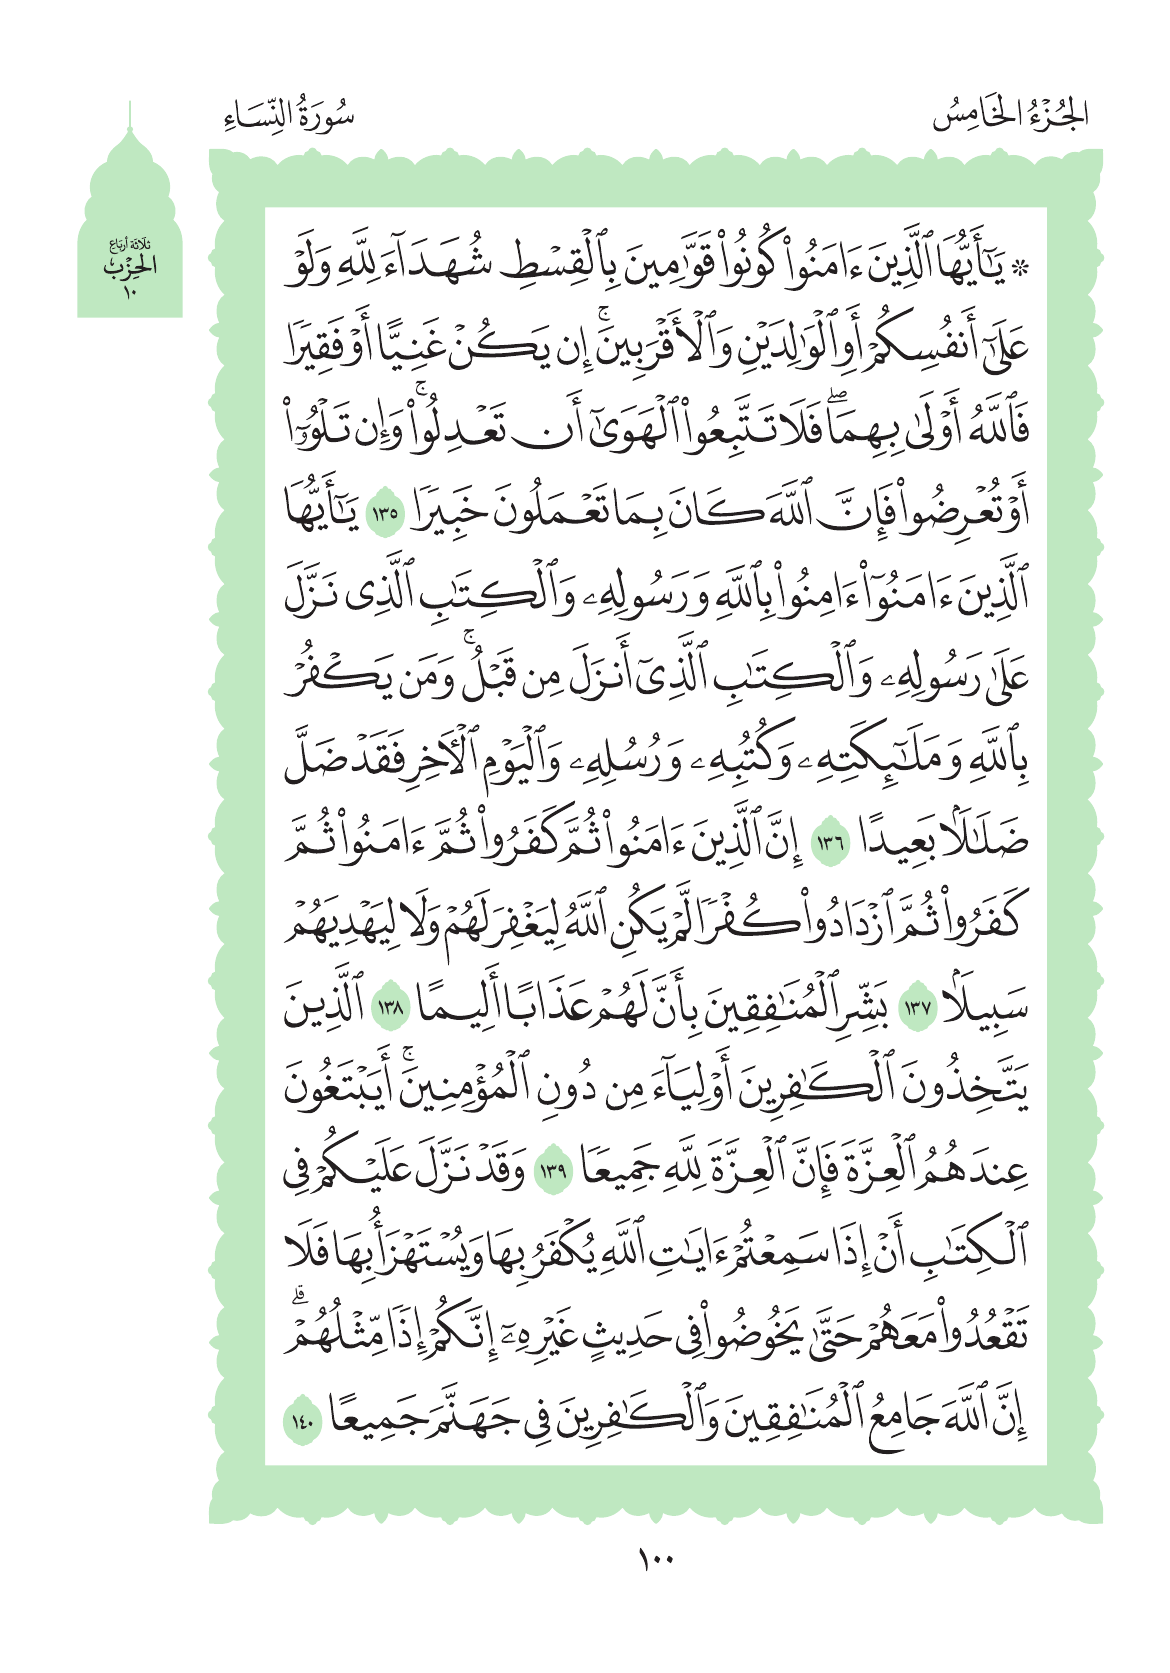 الجُزْءُ الخَامِسُ
سُورَةُ النِّسَاءِ
ثلاثة أرباع
الحِزْب
١٠
۞ يَـٰٓأَيُّهَا ٱلَّذِينَ ءَامَنُوا۟ كُونُوا۟ قَوَّٰمِينَ بِٱلْقِسْطِ شُهَدَآءَ لِلَّهِ وَلَوْ
عَلَىٰٓ أَنفُسِكُمْ أَوِ ٱلْوَٰلِدَيْنِ وَٱلْأَقْرَبِينَ ۚ إِن يَكُنْ غَنِيًّا أَوْ فَقِيرًا
فَٱللَّهُ أَوْلَىٰ بِهِمَا ۖ فَلَا تَتَّبِعُوا۟ ٱلْهَوَىٰٓ أَن تَعْدِلُوا۟ ۚ وَإِن تَلْوُۥٓا۟
أَوْ تُعْرِضُوا۟ فَإِنَّ ٱللَّهَ كَانَ بِمَا تَعْمَلُونَ خَبِيرًا ١٣٥ يَـٰٓأَيُّهَا
ٱلَّذِينَ ءَامَنُوٓا۟ ءَامِنُوا۟ بِٱللَّهِ وَرَسُولِهِۦ وَٱلْكِتَـٰبِ ٱلَّذِى نَزَّلَ
عَلَىٰ رَسُولِهِۦ وَٱلْكِتَـٰبِ ٱلَّذِىٓ أَنزَلَ مِن قَبْلُ ۚ وَمَن يَكْفُرْ
بِٱللَّهِ وَمَلَـٰٓئِكَتِهِۦ وَكُتُبِهِۦ وَرُسُلِهِۦ وَٱلْيَوْمِ ٱلْـَٔاخِرِ فَقَدْ ضَلَّ
ضَلَـٰلًۢا بَعِيدًا ١٣٦ إِنَّ ٱلَّذِينَ ءَامَنُوا۟ ثُمَّ كَفَرُوا۟ ثُمَّ ءَامَنُوا۟ ثُمَّ
كَفَرُوا۟ ثُمَّ ٱزْدَادُوا۟ كُفْرًا لَّمْ يَكُنِ ٱللَّهُ لِيَغْفِرَ لَهُمْ وَلَا لِيَهْدِيَهُمْ
سَبِيلًۢا ١٣٧ بَشِّرِ ٱلْمُنَـٰفِقِينَ بِأَنَّ لَهُمْ عَذَابًا أَلِيمًا ١٣٨ ٱلَّذِينَ
يَتَّخِذُونَ ٱلْكَـٰفِرِينَ أَوْلِيَآءَ مِن دُونِ ٱلْمُؤْمِنِينَ ۚ أَيَبْتَغُونَ
عِندَهُمُ ٱلْعِزَّةَ فَإِنَّ ٱلْعِزَّةَ لِلَّهِ جَمِيعًا ١٣٩ وَقَدْ نَزَّلَ عَلَيْكُمْ فِى
ٱلْكِتَـٰبِ أَنْ إِذَا سَمِعْتُمْ ءَايَـٰتِ ٱللَّهِ يُكْفَرُ بِهَا وَيُسْتَهْزَأُ بِهَا فَلَا
تَقْعُدُوا۟ مَعَهُمْ حَتَّىٰ يَخُوضُوا۟ فِى حَدِيثٍ غَيْرِهِۦٓ ۚ إِنَّكُمْ إِذًا مِّثْلُهُمْ ۗ
إِنَّ ٱللَّهَ جَامِعُ ٱلْمُنَـٰفِقِينَ وَٱلْكَـٰفِرِينَ فِى جَهَنَّمَ جَمِيعًا ١٤٠
١٠٠